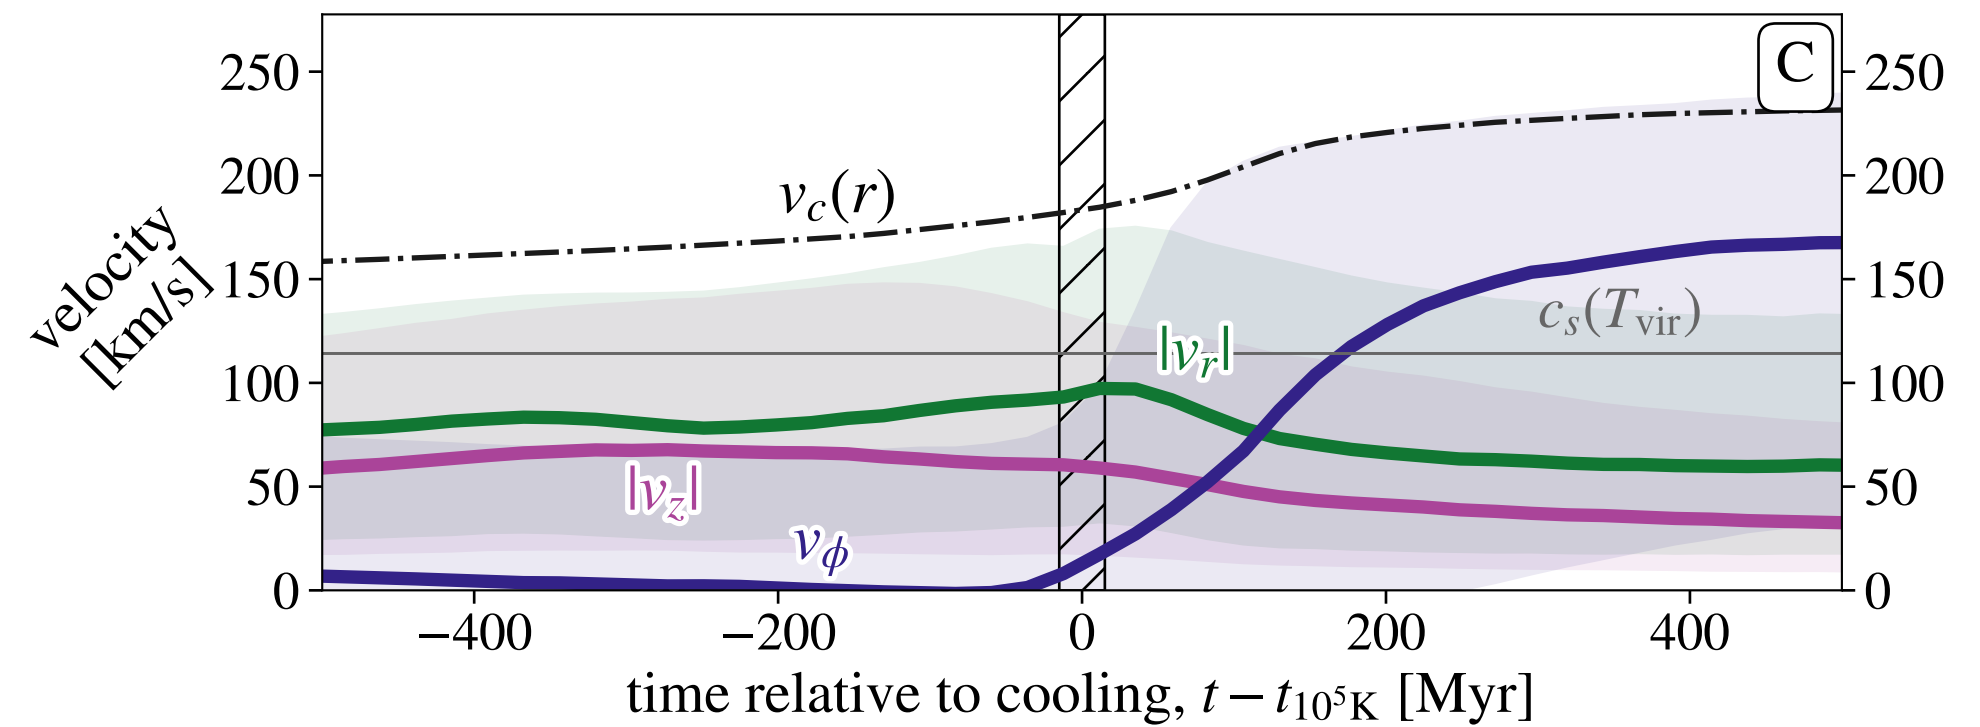 C
250
250
200
200
150
150
100
100
50
50
0
0
velocity
[km/s]
v_c(r)
c_s(T_vir)
|v_r|
|v_z|
v_ϕ
−400
−200
0
200
400
time relative to cooling, t − t_{10^5K} [Myr]